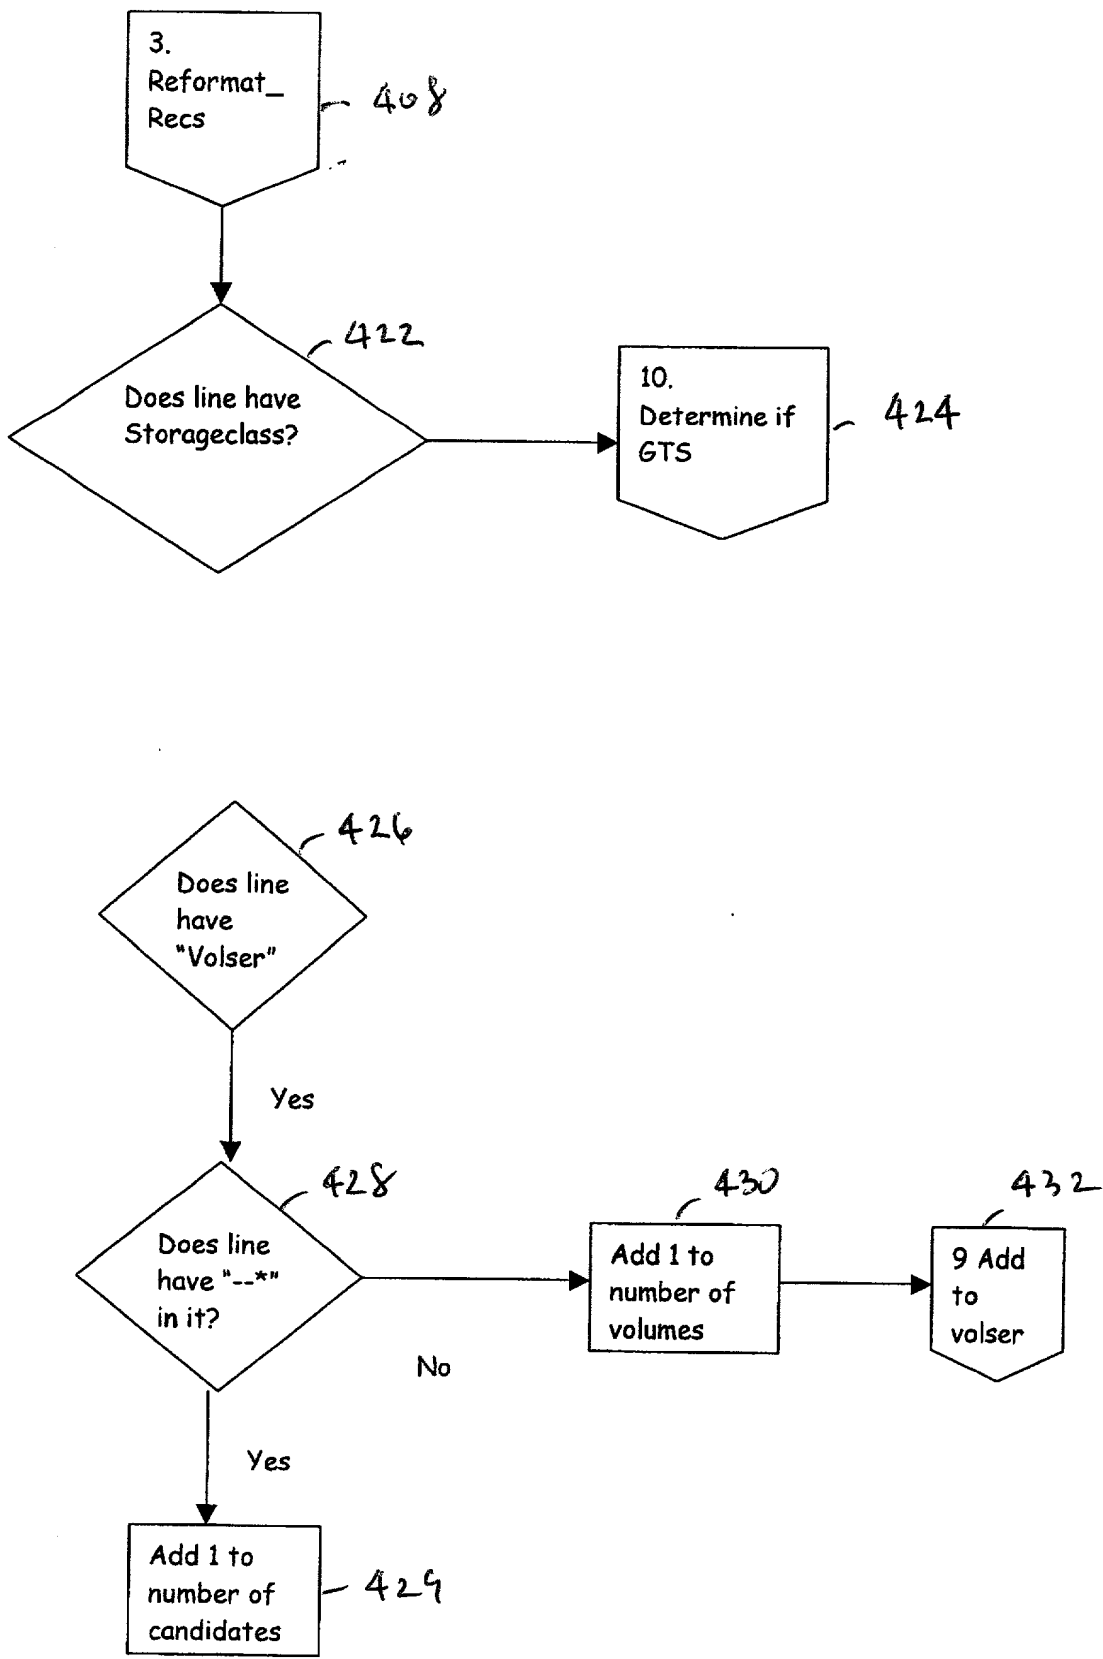 3.
Reformat_
Recs
408
422
Does line have
Storageclass?
10.
Determine if
GTS
424
426
Does line
have
"Volser"
Yes
428
Does line
have "--*"
in it?
No
430
Add 1 to
number of
volumes
432
9 Add
to
volser
Yes
Add 1 to
number of
candidates
429